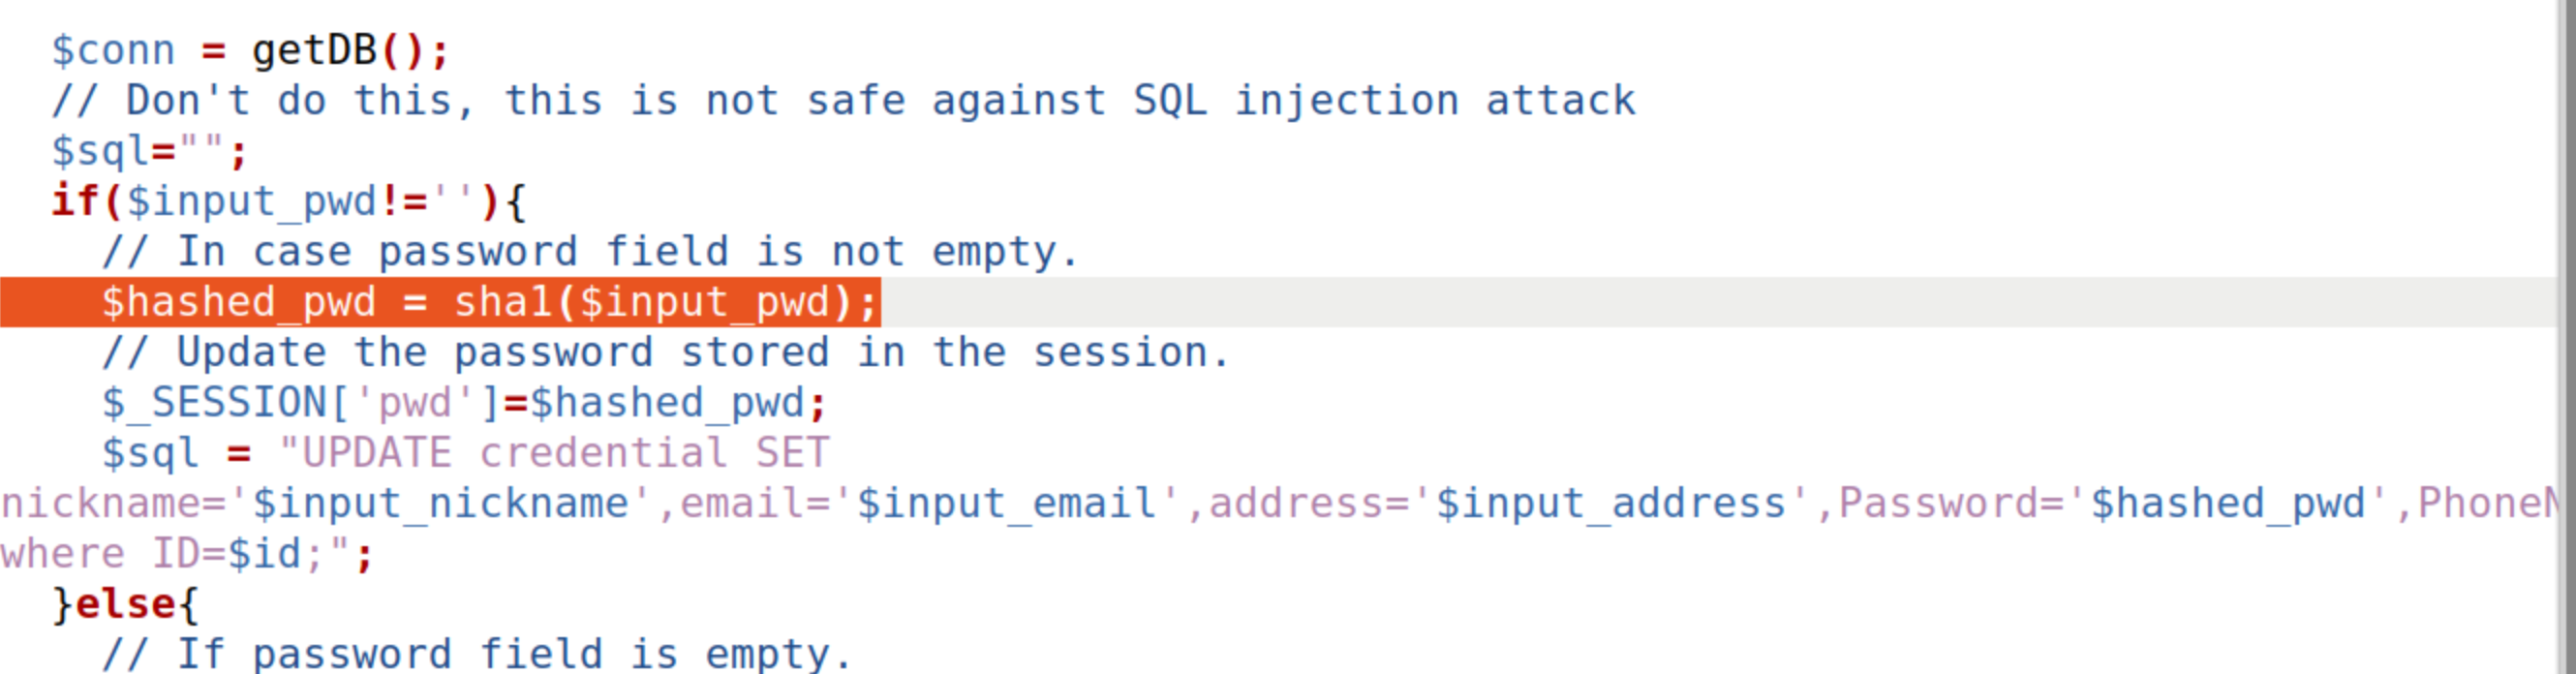 $conn = getDB();
// Don't do this, this is not safe against SQL injection attack
$sql="";
if($input_pwd!=''){
// In case password field is not empty.
$hashed_pwd = sha1($input_pwd);
// Update the password stored in the session.
$_SESSION['pwd']=$hashed_pwd;
$sql = "UPDATE credential SET
nickname='$input_nickname',email='$input_email',address='$input_address',Password='$hashed_pwd',PhoneN
where ID=$id;";
}else{
// If password field is empty.